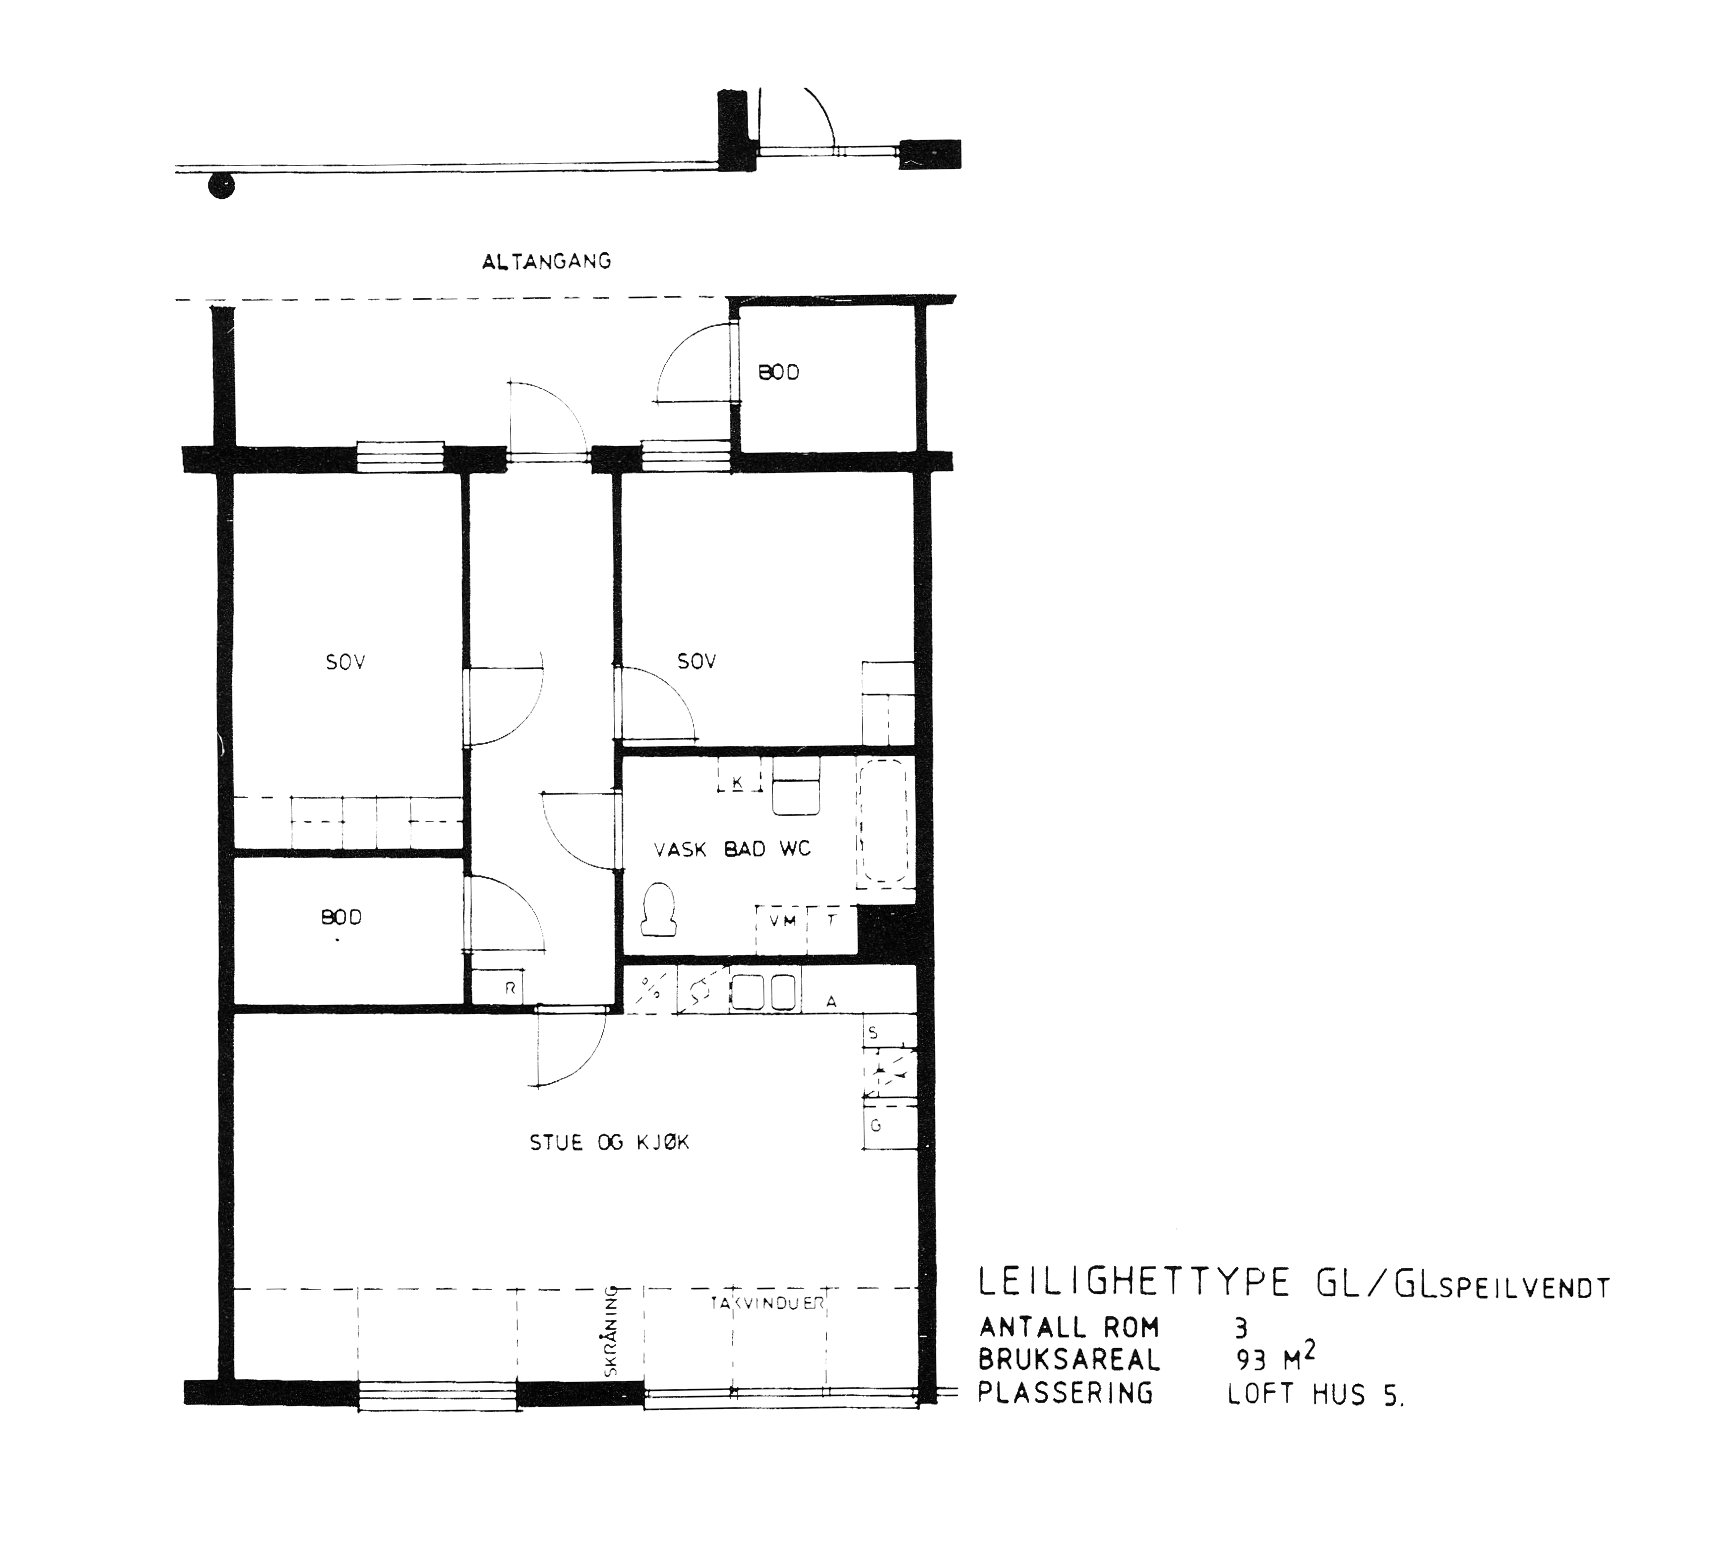 ALTANGANG
BOD
SOV
SOV
K
VASK BAD WC
BOD
VM
T
R
%
A
S
G
STUE OG KJØK
SKRÅNING
TAKVINDUER
LEILIGHETTYPE GL/GLSPEILVENDT
ANTALL ROM 3
BRUKSAREAL 93 M²
PLASSERING LOFT HUS 5.